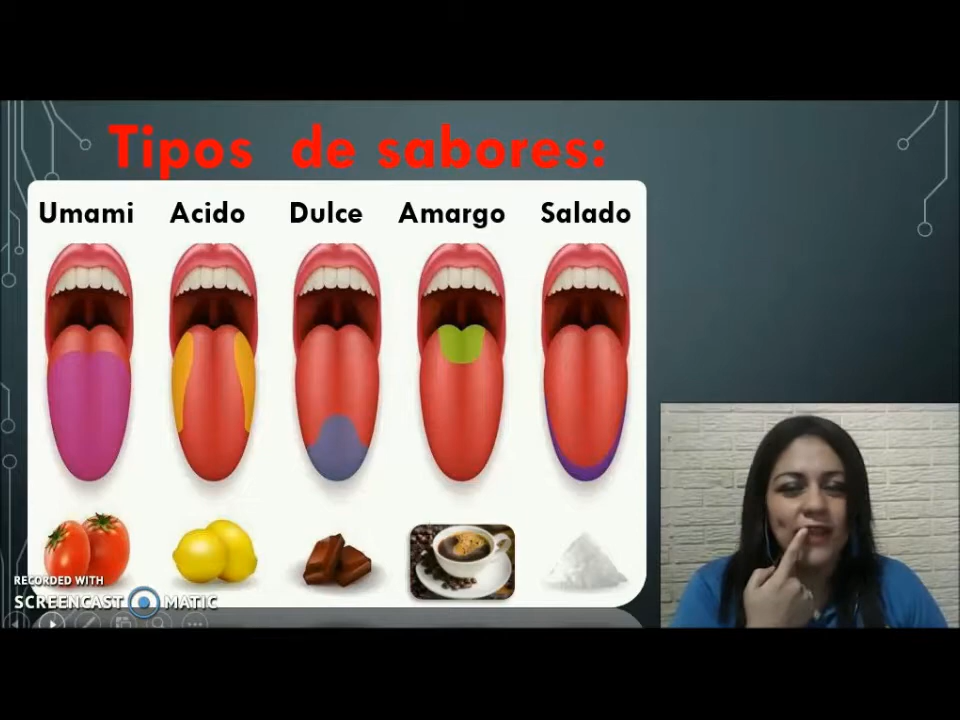 Tipos de sabores:
Umami Acido Dulce Amargo Salado
RECORDED WITH
SCREENCAST MATIC